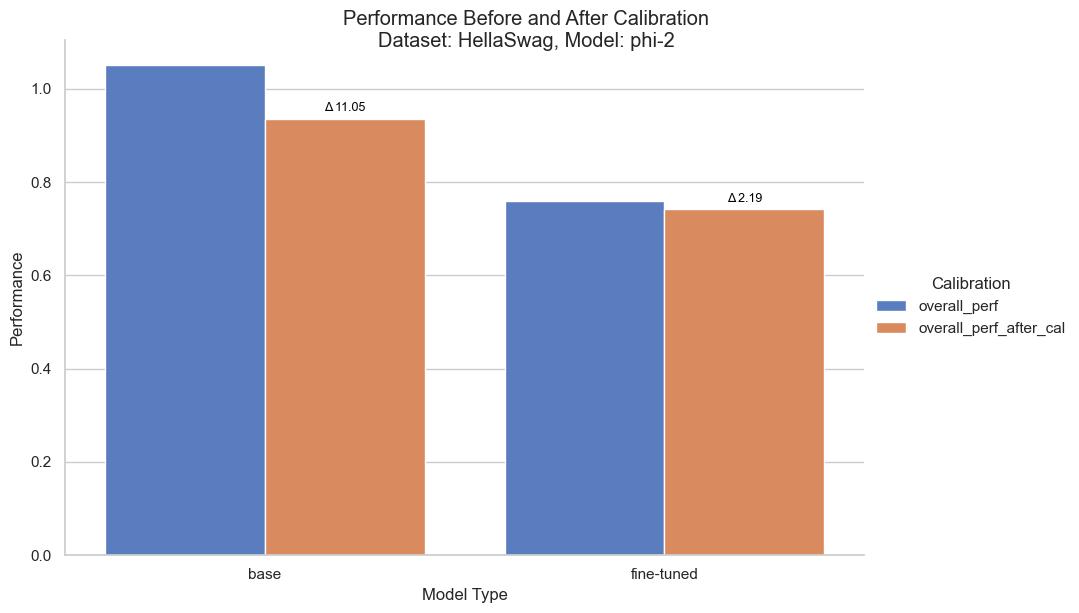 Performance Before and After Calibration
Dataset: HellaSwag, Model: phi-2
1.0
0.8
0.6
0.4
0.2
0.0
Performance
Δ 11.05
Δ 2.19
base
fine-tuned
Model Type
Calibration
overall_perf
overall_perf_after_cal